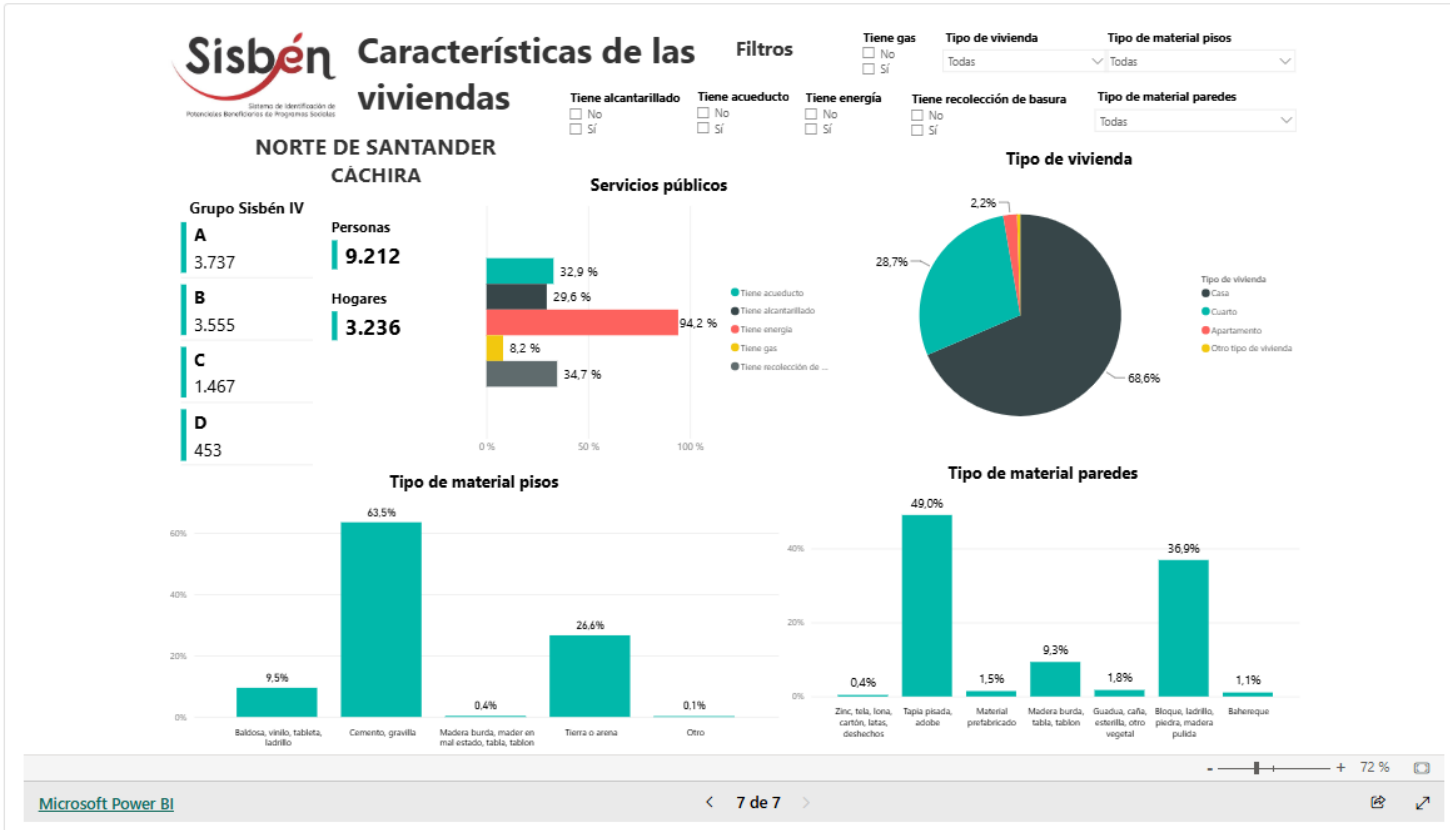 Sisbén
Sistema de Identificación de
Potenciales Beneficiarios de Programas Sociales
Características de las
viviendas
NORTE DE SANTANDER
CÁCHIRA
Filtros
Tiene gas
No
Sí
Tipo de vivienda
Todas
Tipo de material pisos
Todas
Tiene alcantarillado
No
Sí
Tiene acueducto
No
Sí
Tiene energía
No
Sí
Tiene recolección de basura
No
Sí
Tipo de material paredes
Todas
Grupo Sisbén IV
A
3.737
B
3.555
C
1.467
D
453
Personas
9.212
Hogares
3.236
Servicios públicos
32,9 %
29,6 %
94,2 %
8,2 %
34,7 %
0 %
50 %
100 %
Tiene acueducto
Tiene alcantarillado
Tiene energía
Tiene gas
Tiene recolección de ...
Tipo de vivienda
2,2%
28,7%
68,6%
Tipo de vivienda
Casa
Cuarto
Apartamento
Otro tipo de vivienda
Tipo de material pisos
60%
40%
20%
0%
9,5%
63,5%
0,4%
26,6%
0,1%
Baldosa, vinilo, tableta,
ladrillo
Cemento, gravilla
Madera burda, mader en
mal estado, tabla, tablon
Tierra o arena
Otro
Tipo de material paredes
40%
20%
0%
0,4%
49,0%
1,5%
9,3%
1,8%
36,9%
1,1%
Zinc, tela, lona,
cartón, latas,
deshechos
Tapia pisada,
adobe
Material
prefabricado
Madera burda,
tabla, tablon
Guadua, caña,
esterilla, otro
vegetal
Bloque, ladrillo,
piedra, madera
pulida
Bahereque
- + 72 %
Microsoft Power BI
7 de 7